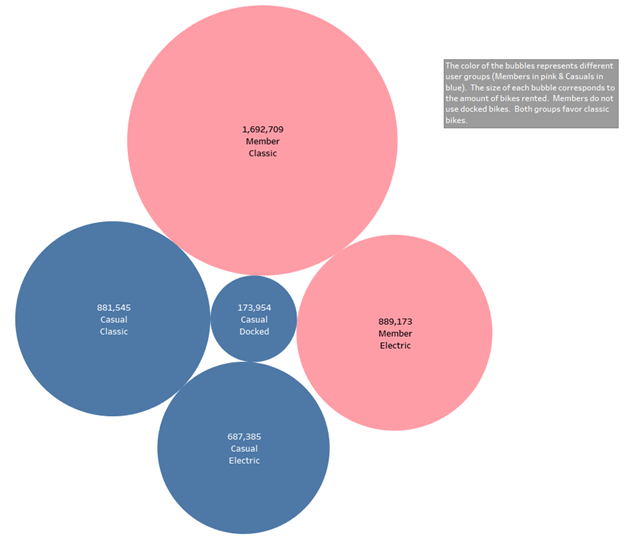 1,692,709
Member
Classic
The color of the bubbles represents different
user groups (Members in pink & Casuals in
blue).  The size of each bubble corresponds to
the amount of bikes rented.  Members do not
use docked bikes.  Both groups favor classic
bikes.
881,545
Casual
Classic
173,954
Casual
Docked
889,173
Member
Electric
687,385
Casual
Electric